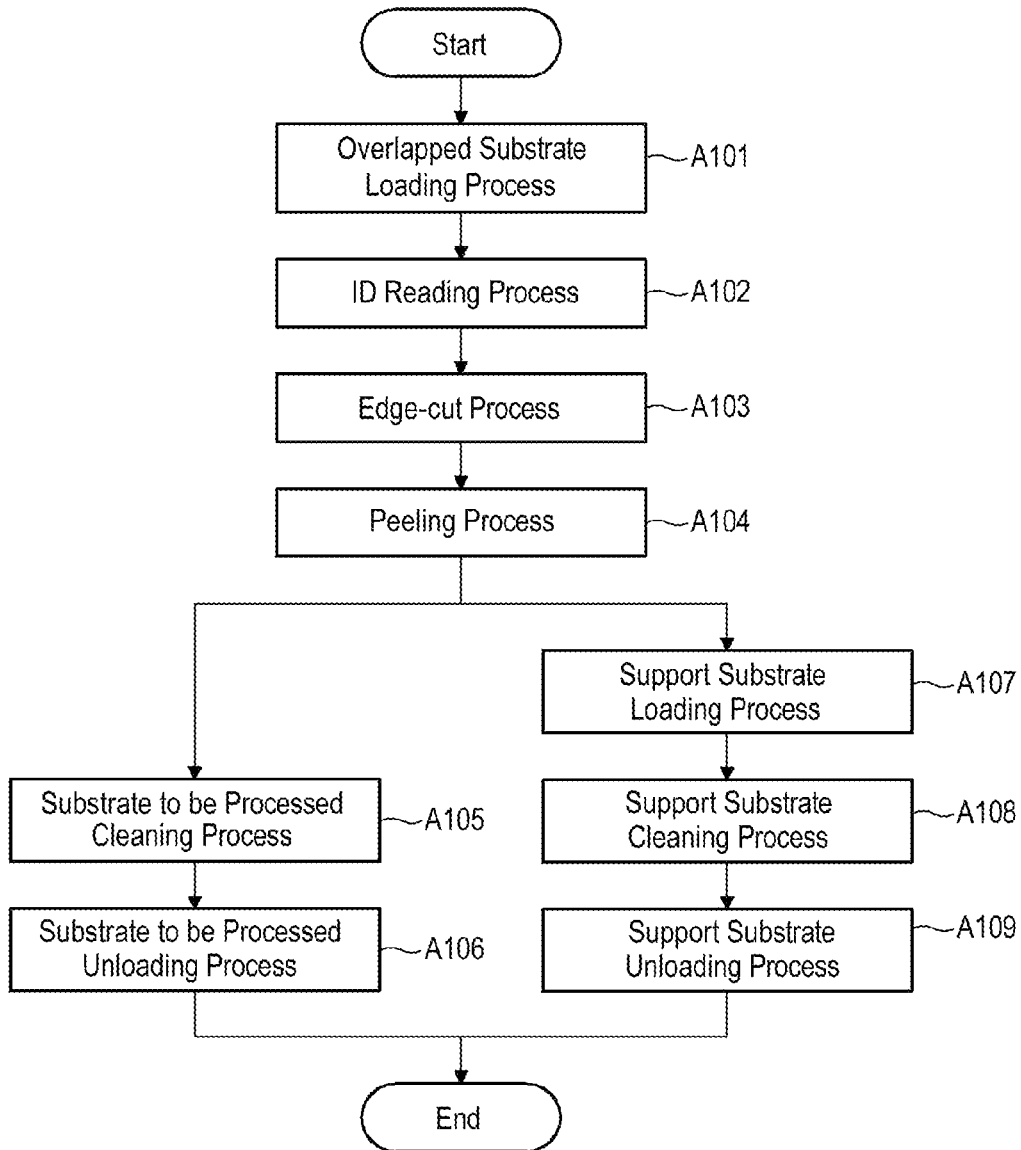 Start
Overlapped Substrate
Loading Process
A101
ID Reading Process
A102
Edge-cut Process
A103
Peeling Process
A104
Support Substrate
Loading Process
A107
Substrate to be Processed
Cleaning Process
A105
Support Substrate
Cleaning Process
A108
Substrate to be Processed
Unloading Process
A106
Support Substrate
Unloading Process
A109
End